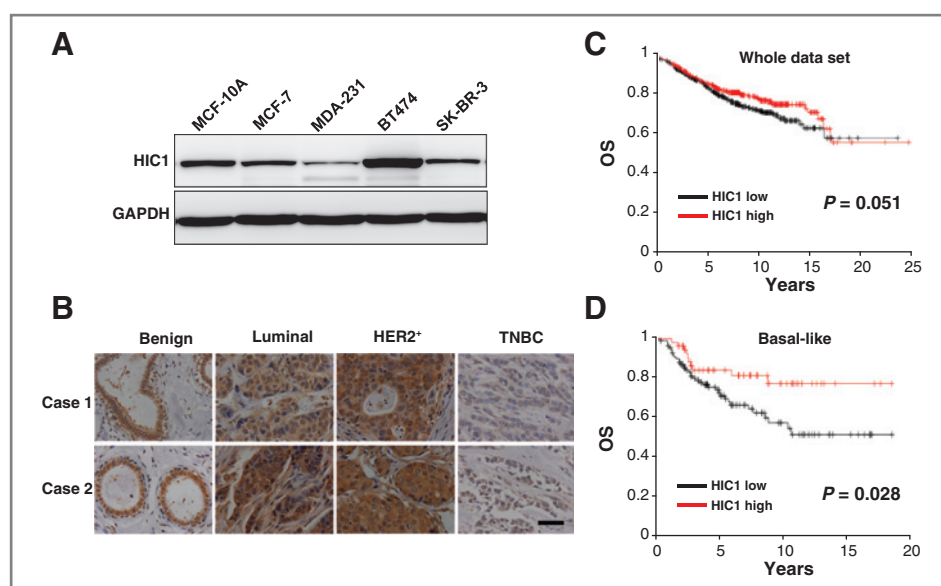 A
MCF-10A MCF-7 MDA-231 BT474 SK-BR-3
HIC1
GAPDH
B
Benign Luminal HER2⁺ TNBC
Case 1
Case 2
C
Whole data set
1
0.8
0.6
0.4
0.2
0
OS
HIC1 low
HIC1 high
P = 0.051
0 5 10 15 20 25
Years
D
Basal-like
1
0.8
0.6
0.4
0.2
0
OS
HIC1 low
HIC1 high
P = 0.028
0 5 10 15 20
Years